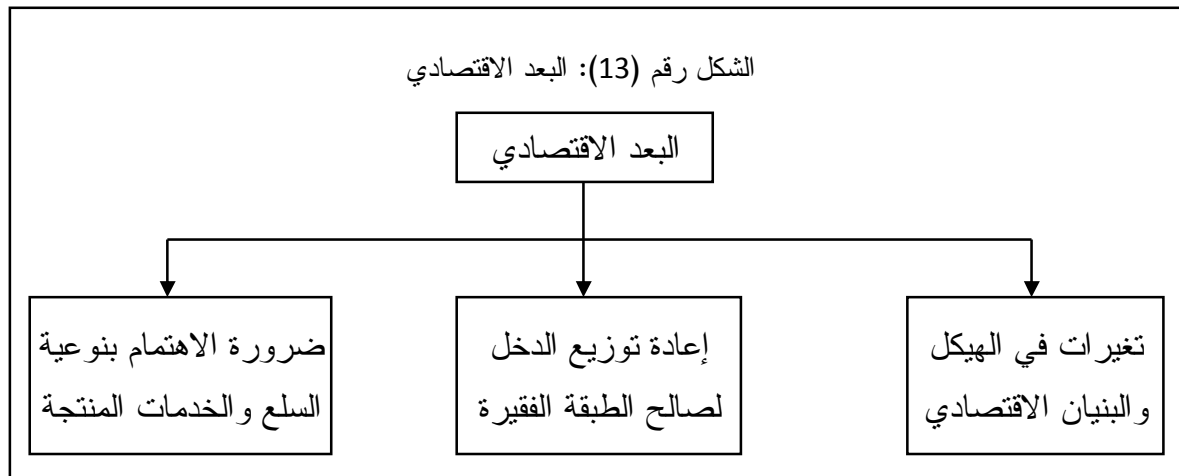 الشكل رقم (13): البعد الاقتصادي
البعد الاقتصادي
تغيرات في الهيكل
والبنيان الاقتصادي
إعادة توزيع الدخل
لصالح الطبقة الفقيرة
ضرورة الاهتمام بنوعية
السلع والخدمات المنتجة